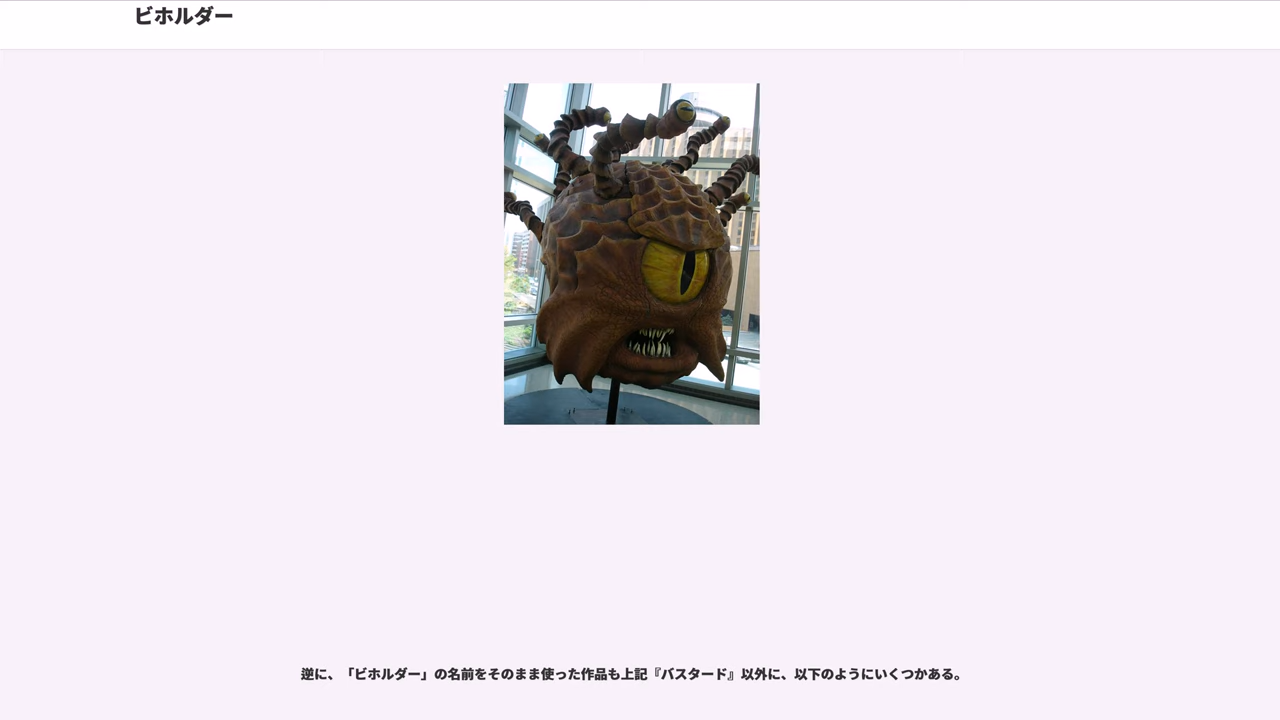 ビホルダー
逆に、「ビホルダー」の名前をそのまま使った作品も上記『バスタード』以外に、以下のようにいくつかある。